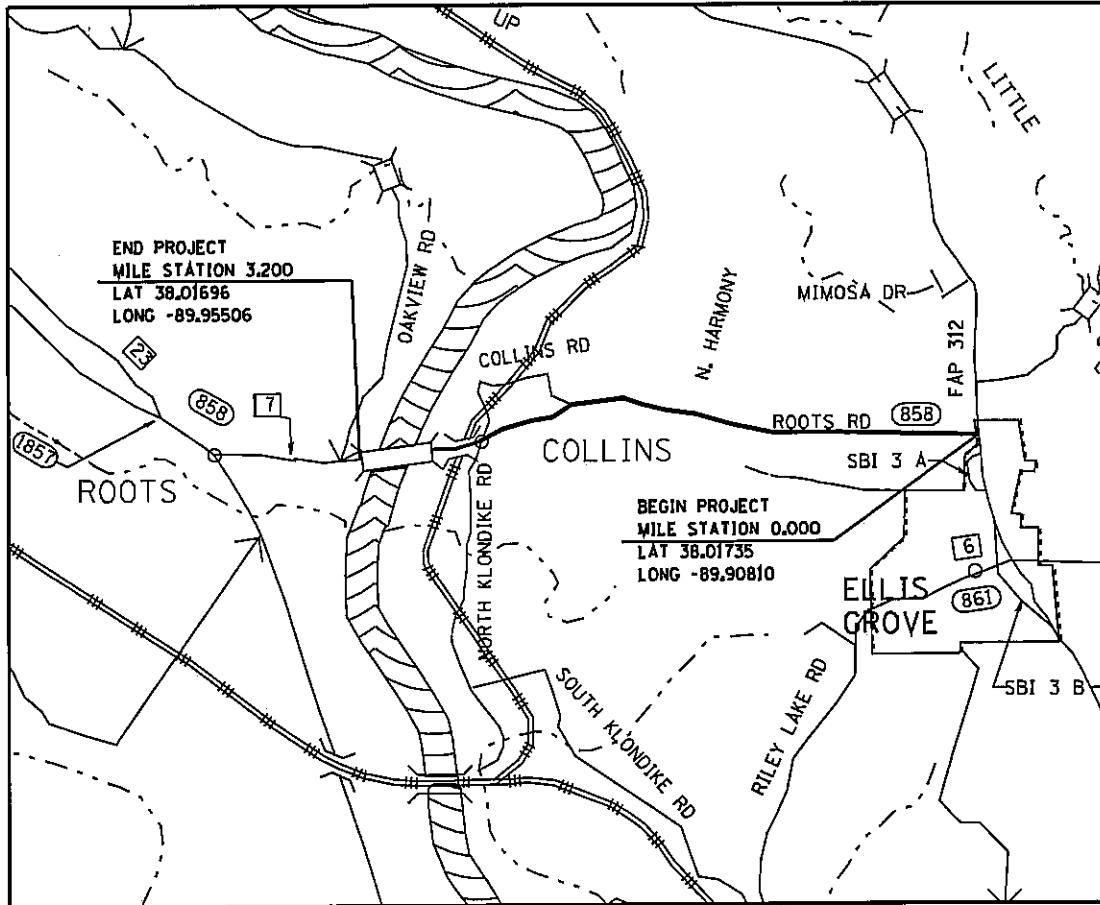 UP
LITTLE
END PROJECT
MILE STATION 3.200
LAT 38.01696
LONG -89.95506
OAKVIEW RD
N. HARMONY
MIMOSA DR
FAP 312
23
COLLINS RD
858
7
ROOTS RD
858
1857
ROOTS
COLLINS
SBI 3 A
NORTH KLONDIKE RD
BEGIN PROJECT
MILE STATION 0.000
LAT 38.01735
LONG -89.90810
6
ELLIS
GROVE
861
SOUTH KLONDIKE RD
RILEY LAKE RD
SBI 3 B